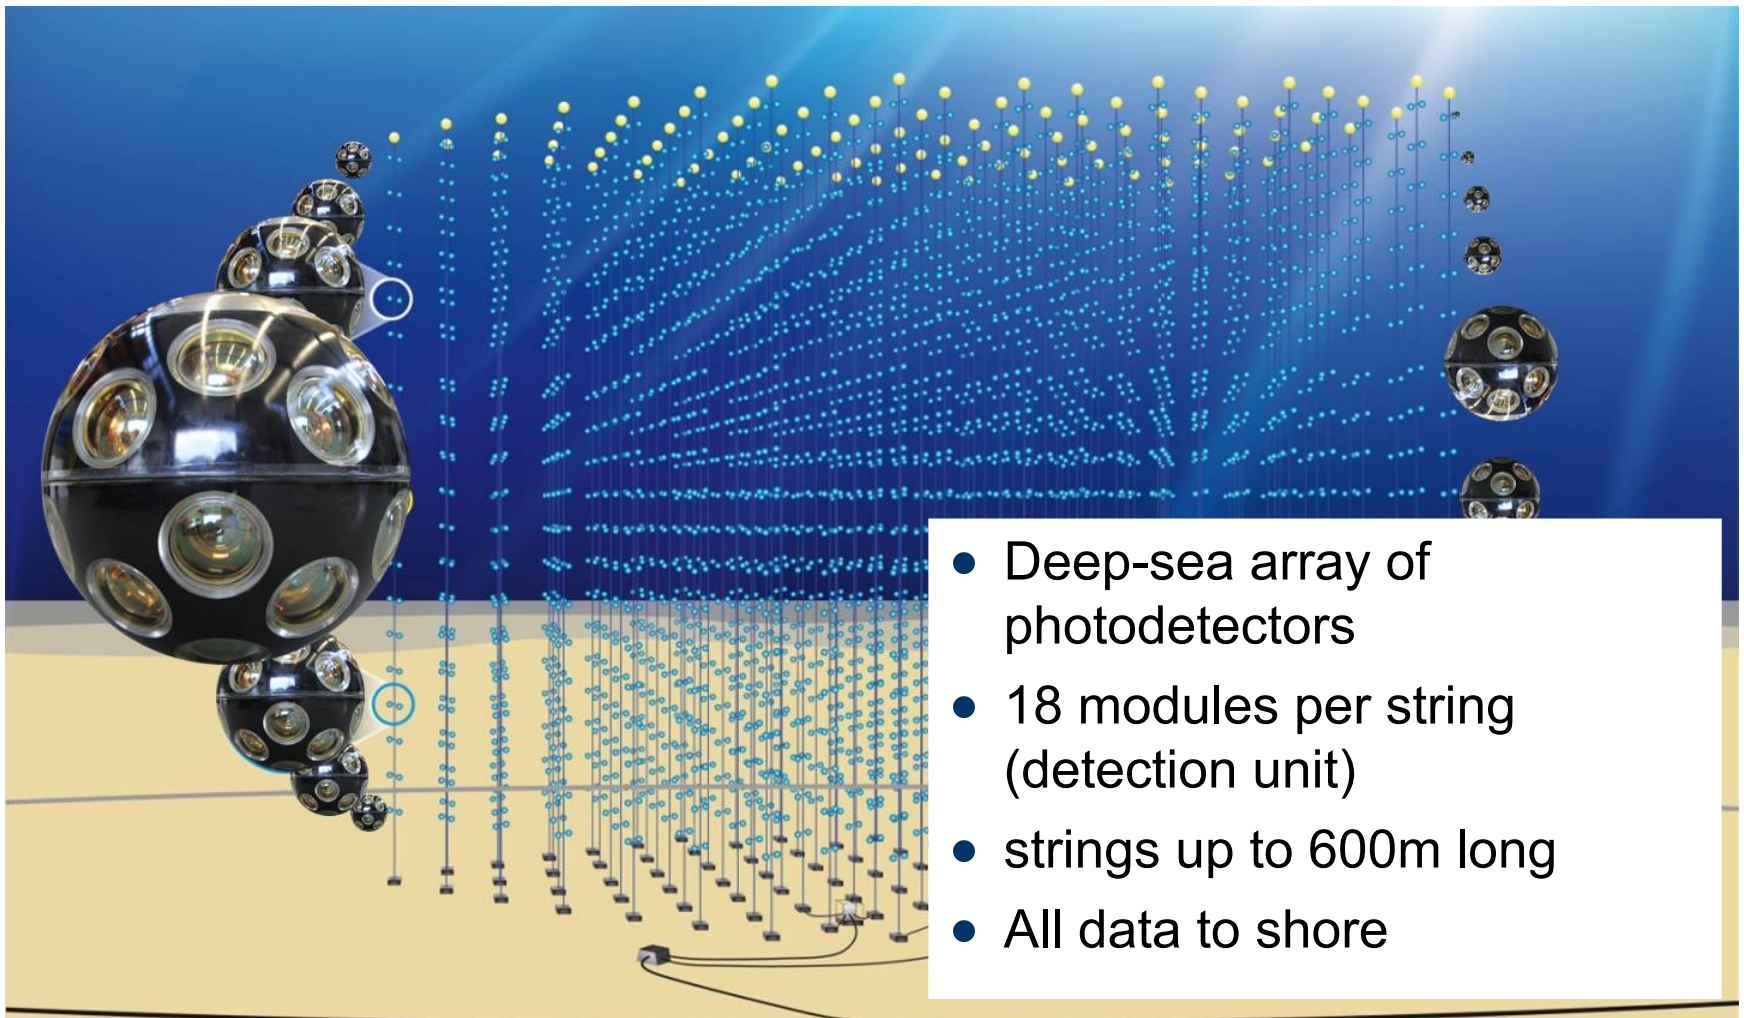 ● Deep-sea array of
photodetectors
● 18 modules per string
(detection unit)
● strings up to 600m long
● All data to shore